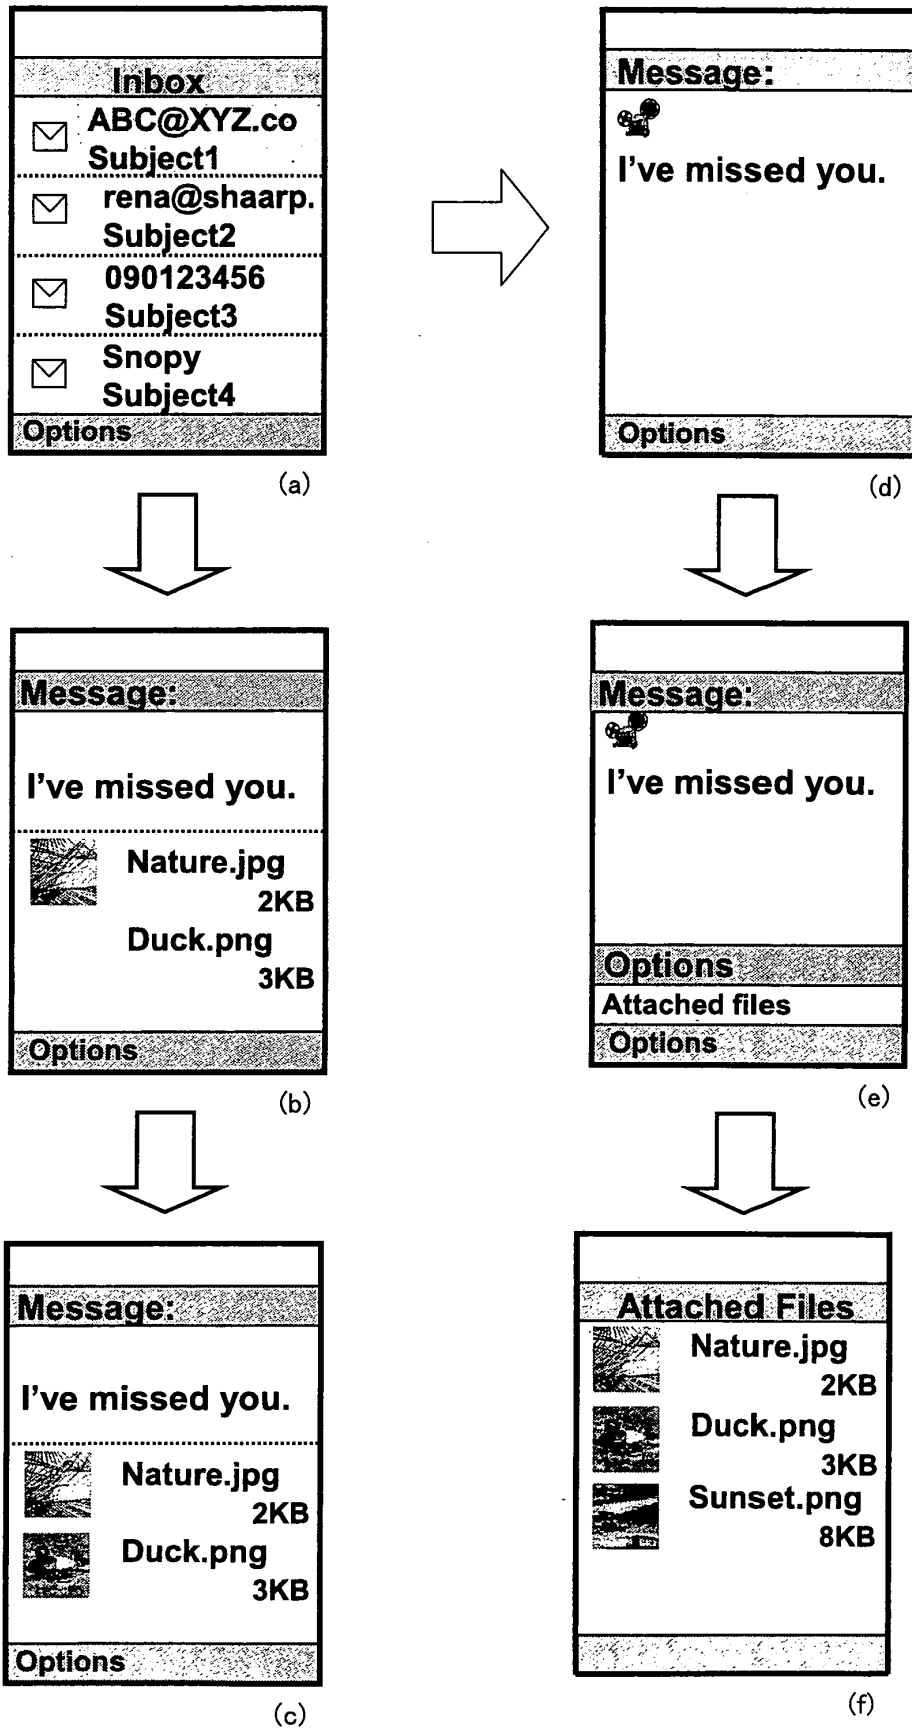 Inbox
ABC@XYZ.co
Subject1
rena@shaarp.
Subject2
090123456
Subject3
Snopy
Subject4
Options
(a)
Message:
I've missed you.
Nature.jpg
2KB
Duck.png
3KB
Options
(b)
Message:
I've missed you.
Nature.jpg
2KB
Duck.png
3KB
Options
(c)
Message:
I've missed you.
Options
(d)
Message:
I've missed you.
Options
Attached files
Options
(e)
Attached Files
Nature.jpg
2KB
Duck.png
3KB
Sunset.png
8KB
(f)